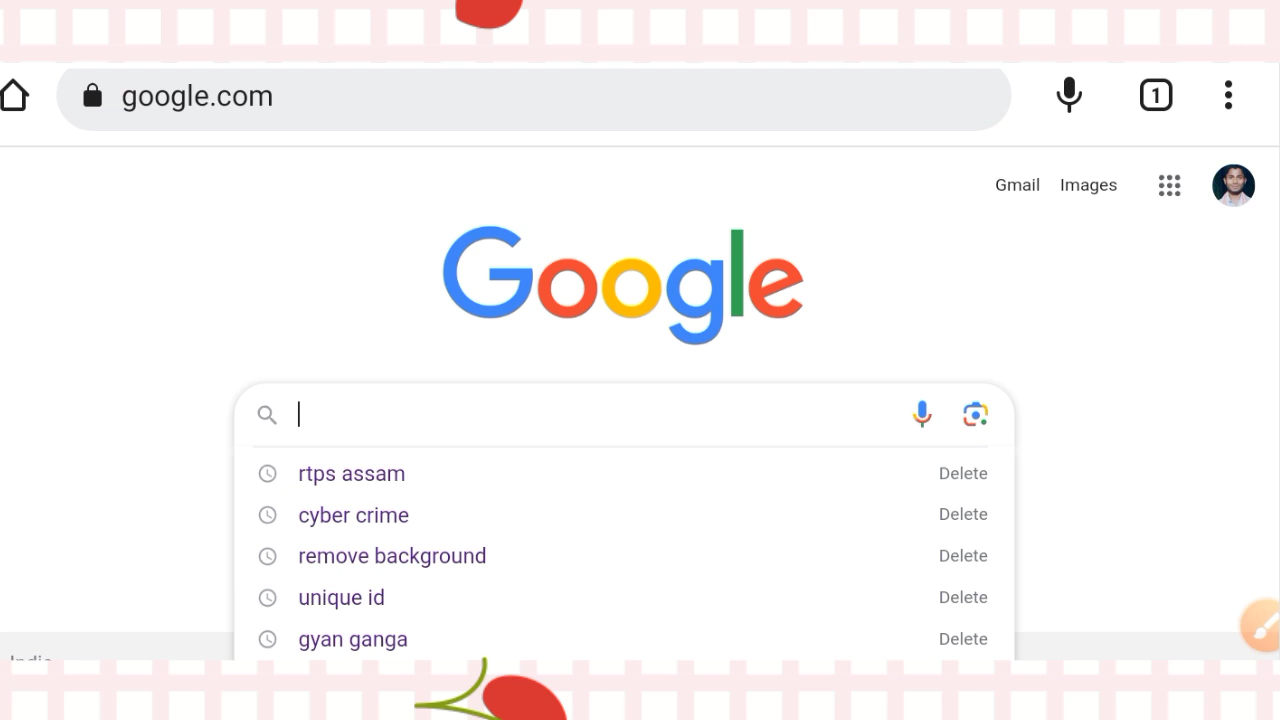 google.com
1
Gmail Images
Google
rtps assam Delete
cyber crime Delete
remove background Delete
unique id Delete
gyan ganga Delete